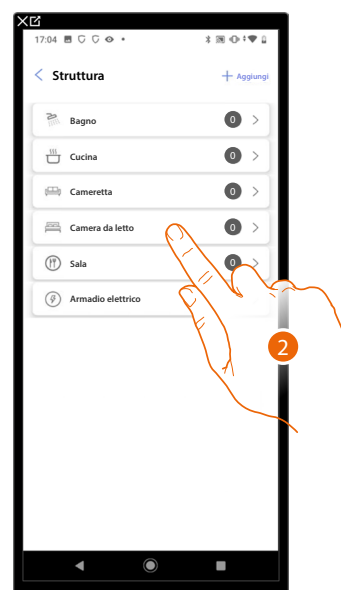 17:04
Struttura
+ Aggiungi
Bagno 0
Cucina 0
Cameretta 0
Camera da letto 0
Sala 0
Armadio elettrico
2